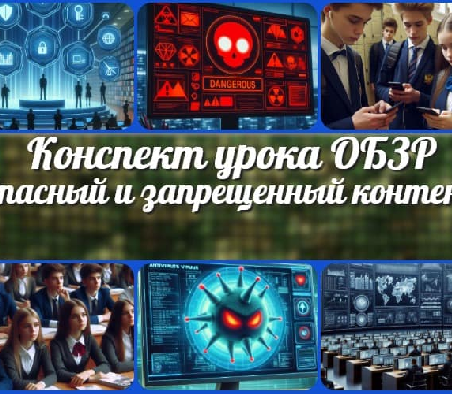 DANGEROUS
Конспект урока ОБЗР
пасный и запрещенный контен